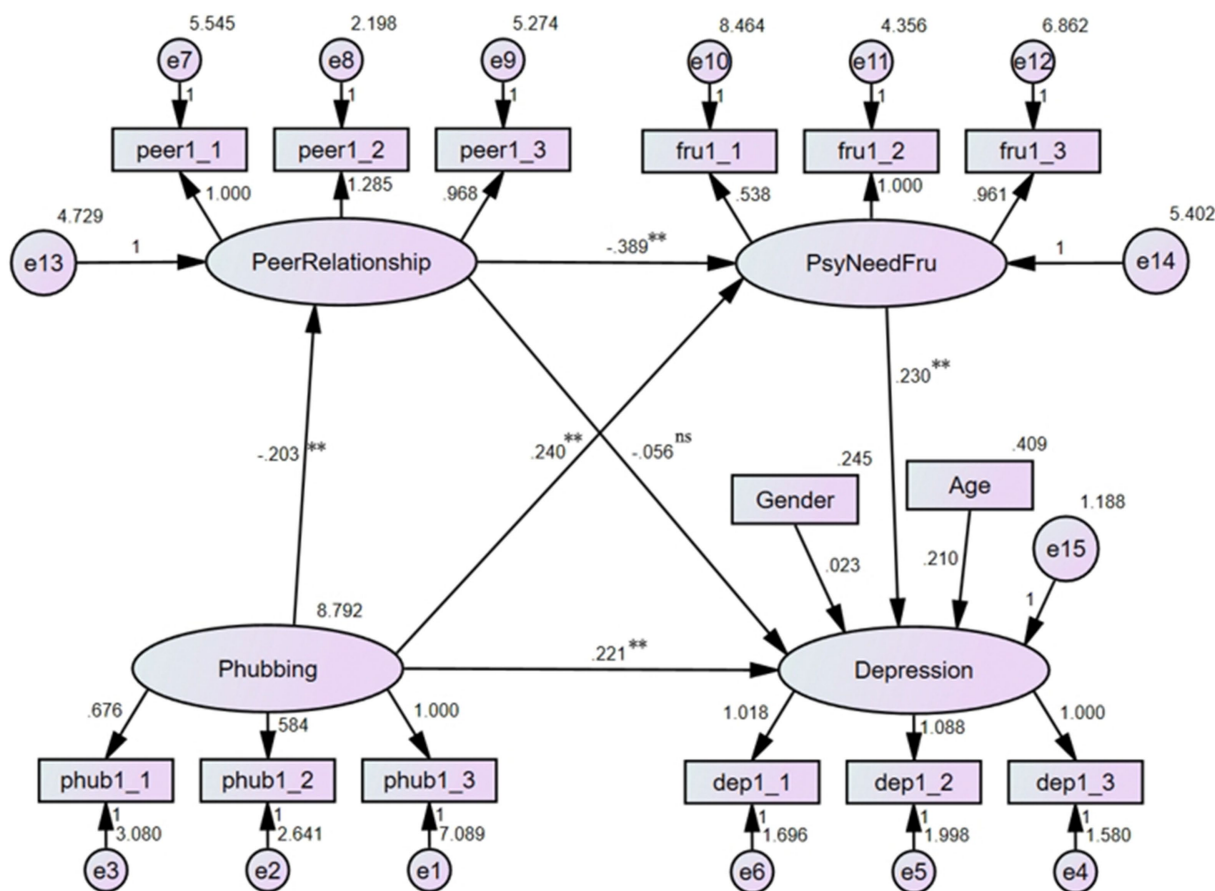 5.545 2.198 5.274 8.464 4.356 6.862
e7 e8 e9 e10 e11 e12
1 1 1 1 1 1
peer1_1 peer1_2 peer1_3 fru1_1 fru1_2 fru1_3
1.000 1.285 .968 .538 1.000 .961
4.729 5.402
e13 1 PeerRelationship -.389** PsyNeedFru 1 e14
.230**
-.203** .240** -.056ns
.245 .409
Gender Age 1.188
e15
.023 .210 1
8.792
Phubbing .221** Depression
.676 584 1.000 1.018 1.088 1.000
phub1_1 phub1_2 phub1_3 dep1_1 dep1_2 dep1_3
1 1 1 1 1 1
3.080 2.641 7.089 1.696 1.998 1.580
e3 e2 e1 e6 e5 e4